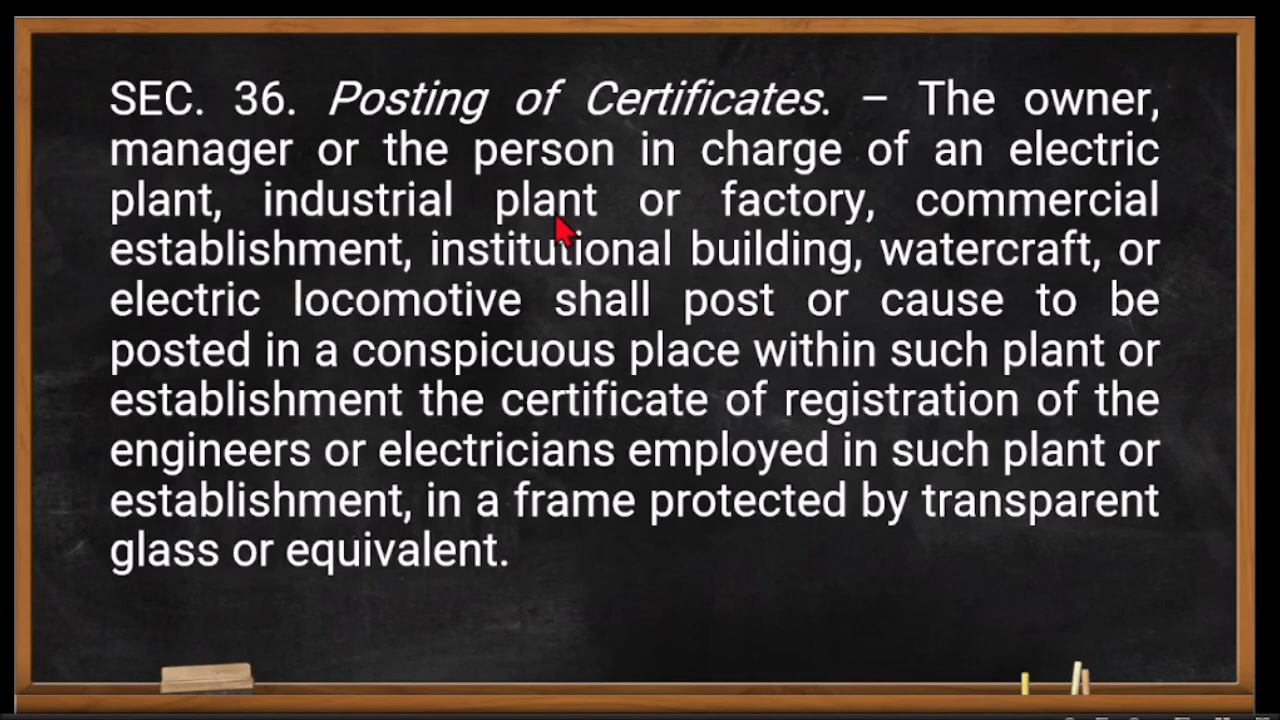 SEC. 36. Posting of Certificates. – The owner,
manager or the person in charge of an electric
plant, industrial plant or factory, commercial
establishment, institutional building, watercraft, or
electric locomotive shall post or cause to be
posted in a conspicuous place within such plant or
establishment the certificate of registration of the
engineers or electricians employed in such plant or
establishment, in a frame protected by transparent
glass or equivalent.